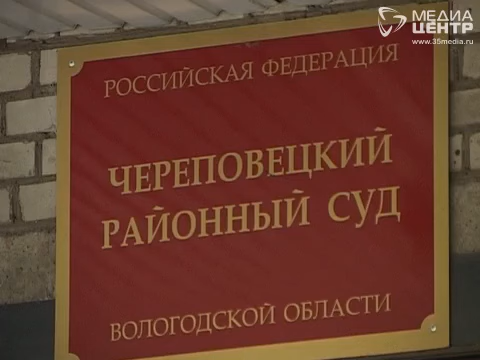 МЕДИА
ЦЕНТР
www.35media.ru
РОССИЙСКАЯ ФЕДЕРАЦИЯ
ЧЕРЕПОВЕЦКИЙ
РАЙОННЫЙ СУД
ВОЛОГОДСКОЙ ОБЛАСТИ